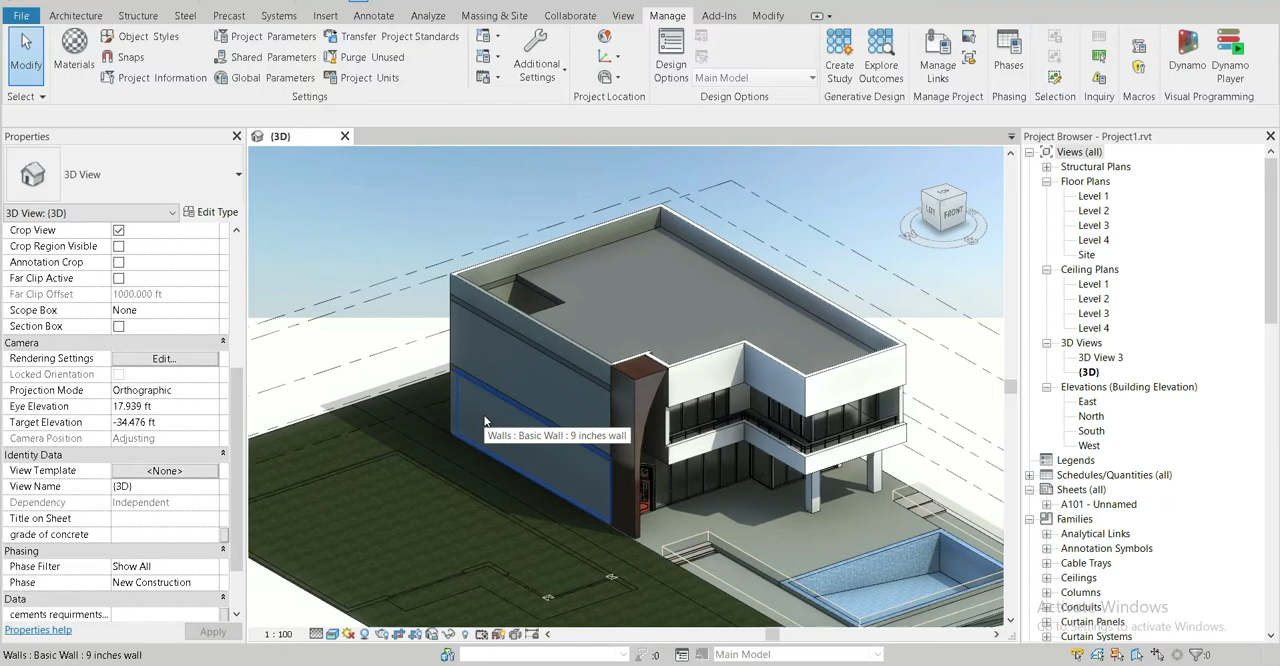 File Architecture Structure Steel Precast Systems Insert Annotate Analyze Massing & Site Collaborate View Manage Add-Ins Modify
Modify
Select
Materials
Object Styles
Snaps
Project Information
Project Parameters
Shared Parameters
Global Parameters
Transfer Project Standards
Purge Unused
Project Units
Settings
Additional
Settings
Project Location
Design
Options
Main Model
Design Options
Create
Study
Explore
Outcomes
Generative Design
Manage
Links
Manage Project
Phases
Phasing
Selection
Inquiry
Macros
Dynamo
Dynamo
Player
Visual Programming
Properties
3D View
3D View: {3D}
Edit Type
Crop View
Crop Region Visible
Annotation Crop
Far Clip Active
Far Clip Offset 1000.000 ft
Scope Box None
Section Box
Camera
Rendering Settings Edit...
Locked Orientation
Projection Mode Orthographic
Eye Elevation 17.939 ft
Target Elevation -34.476 ft
Camera Position Adjusting
Identity Data
View Template <None>
View Name {3D}
Dependency Independent
Title on Sheet
grade of concrete
Phasing
Phase Filter Show All
Phase New Construction
Data
cements requirments...
Properties help
Apply
{3D}
TOP
LEFT
FRONT
Walls : Basic Wall : 9 inches wall
1 : 100
Project Browser - Project1.rvt
Views (all)
Structural Plans
Floor Plans
Level 1
Level 2
Level 3
Level 4
Site
Ceiling Plans
Level 1
Level 2
Level 3
Level 4
3D Views
3D View 3
{3D}
Elevations (Building Elevation)
East
North
South
West
Legends
Schedules/Quantities (all)
Sheets (all)
A101 - Unnamed
Families
Analytical Links
Annotation Symbols
Cable Trays
Ceilings
Columns
Conduits
Curtain Panels
Curtain Systems
Activate Windows
Go to Settings to activate Windows.
Walls : Basic Wall : 9 inches wall
:0
Main Model
:0